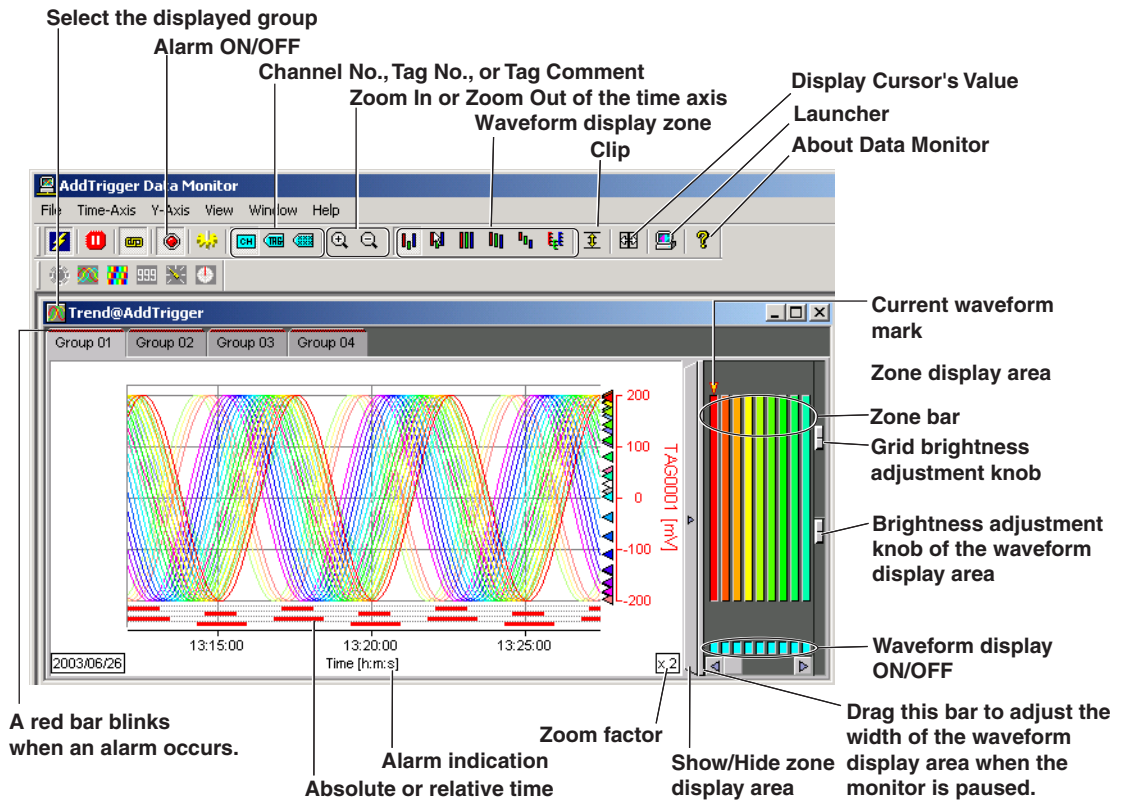 Select the displayed group
Alarm ON/OFF
Channel No., Tag No., or Tag Comment
Zoom In or Zoom Out of the time axis
Waveform display zone
Clip
Display Cursor's Value
Launcher
About Data Monitor
AddTrigger Data Monitor
File Time-Axis Y-Axis View Window Help
CH TAG
999
Trend@AddTrigger
Group 01 Group 02 Group 03 Group 04
200
100
0
-100
-200
TAG0001 [mV]
13:15:00 13:20:00 13:25:00
2003/06/26
Time [h:m:s]
x 2
Current waveform
mark
Zone display area
Zone bar
Grid brightness
adjustment knob
Brightness adjustment
knob of the waveform
display area
Waveform display
ON/OFF
A red bar blinks
when an alarm occurs.
Alarm indication
Absolute or relative time
Zoom factor
Show/Hide zone
display area
Drag this bar to adjust the
width of the waveform
display area when the
monitor is paused.